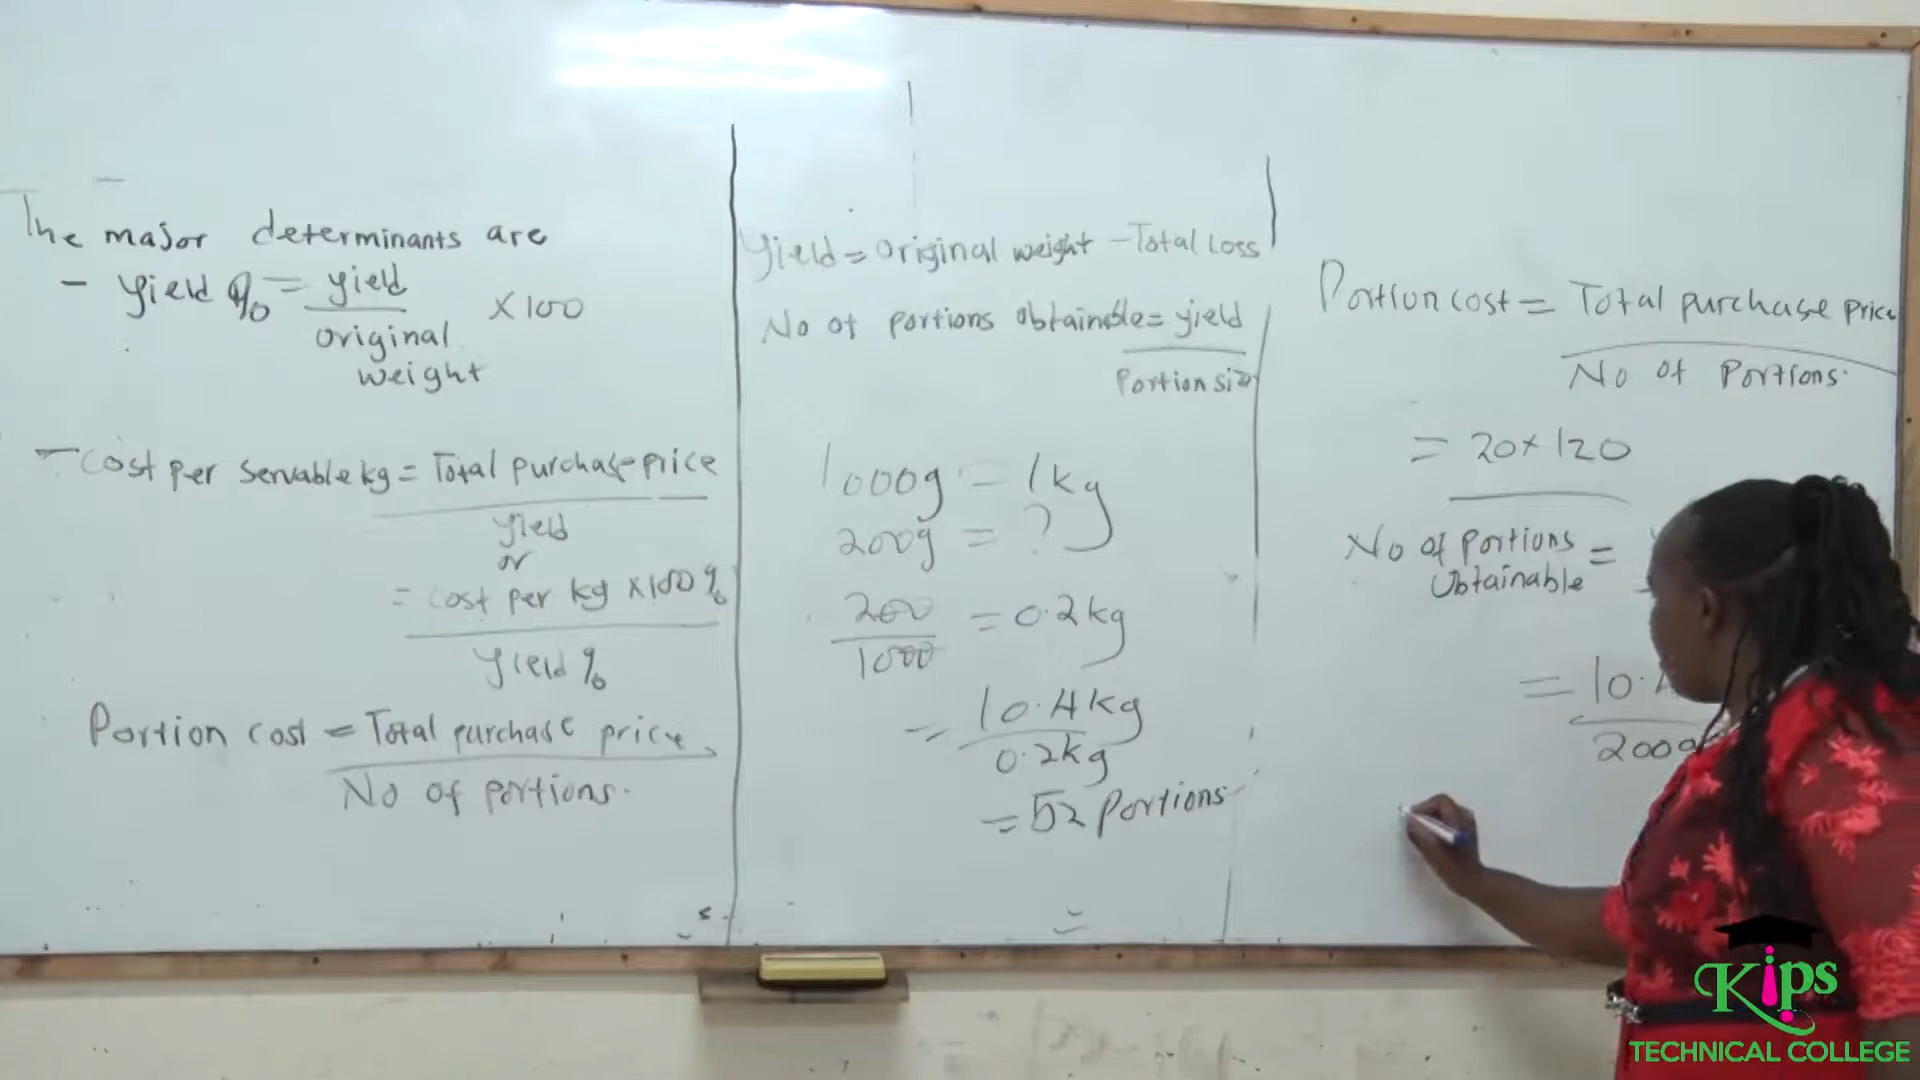 The major determinants are
- Yield % = yield × 100
original
weight
- Cost per servable kg = Total purchase price
yield
or
= cost per kg × 100 %
yield %
Portion cost = Total purchase price
No of portions.
Yield = original weight - Total Loss
No of portions obtainable = yield
Portion size
1000g = 1kg
200g = ?
200 = 0.2kg
1000
= 10.4kg
0.2kg
= 52 Portions
Portion cost = Total purchase price
No of Portions.
= 20 × 120
No of portions =
Obtainable
= 10.4
200g
Kips
TECHNICAL COLLEGE